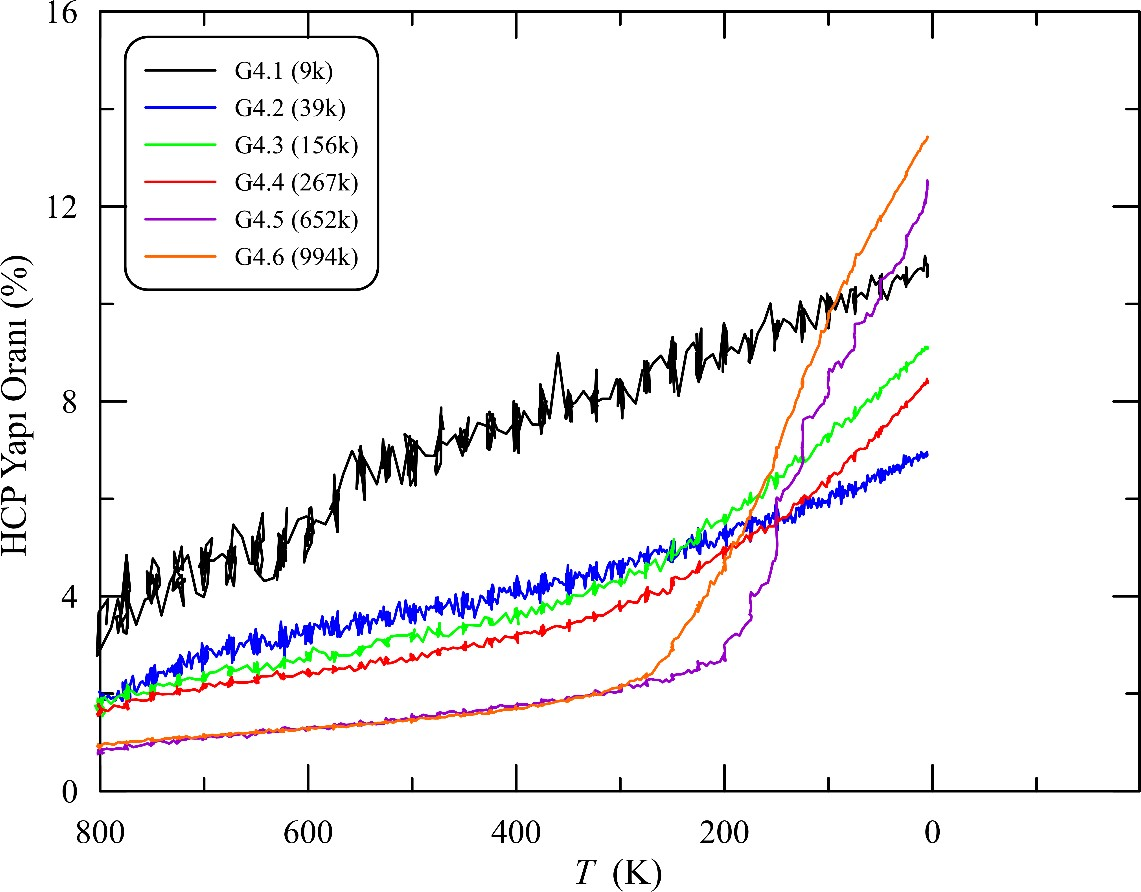 16
12
8
4
0
HCP Yapı Oranı (%)
G4.1 (9k)
G4.2 (39k)
G4.3 (156k)
G4.4 (267k)
G4.5 (652k)
G4.6 (994k)
800 600 400 200 0
T (K)